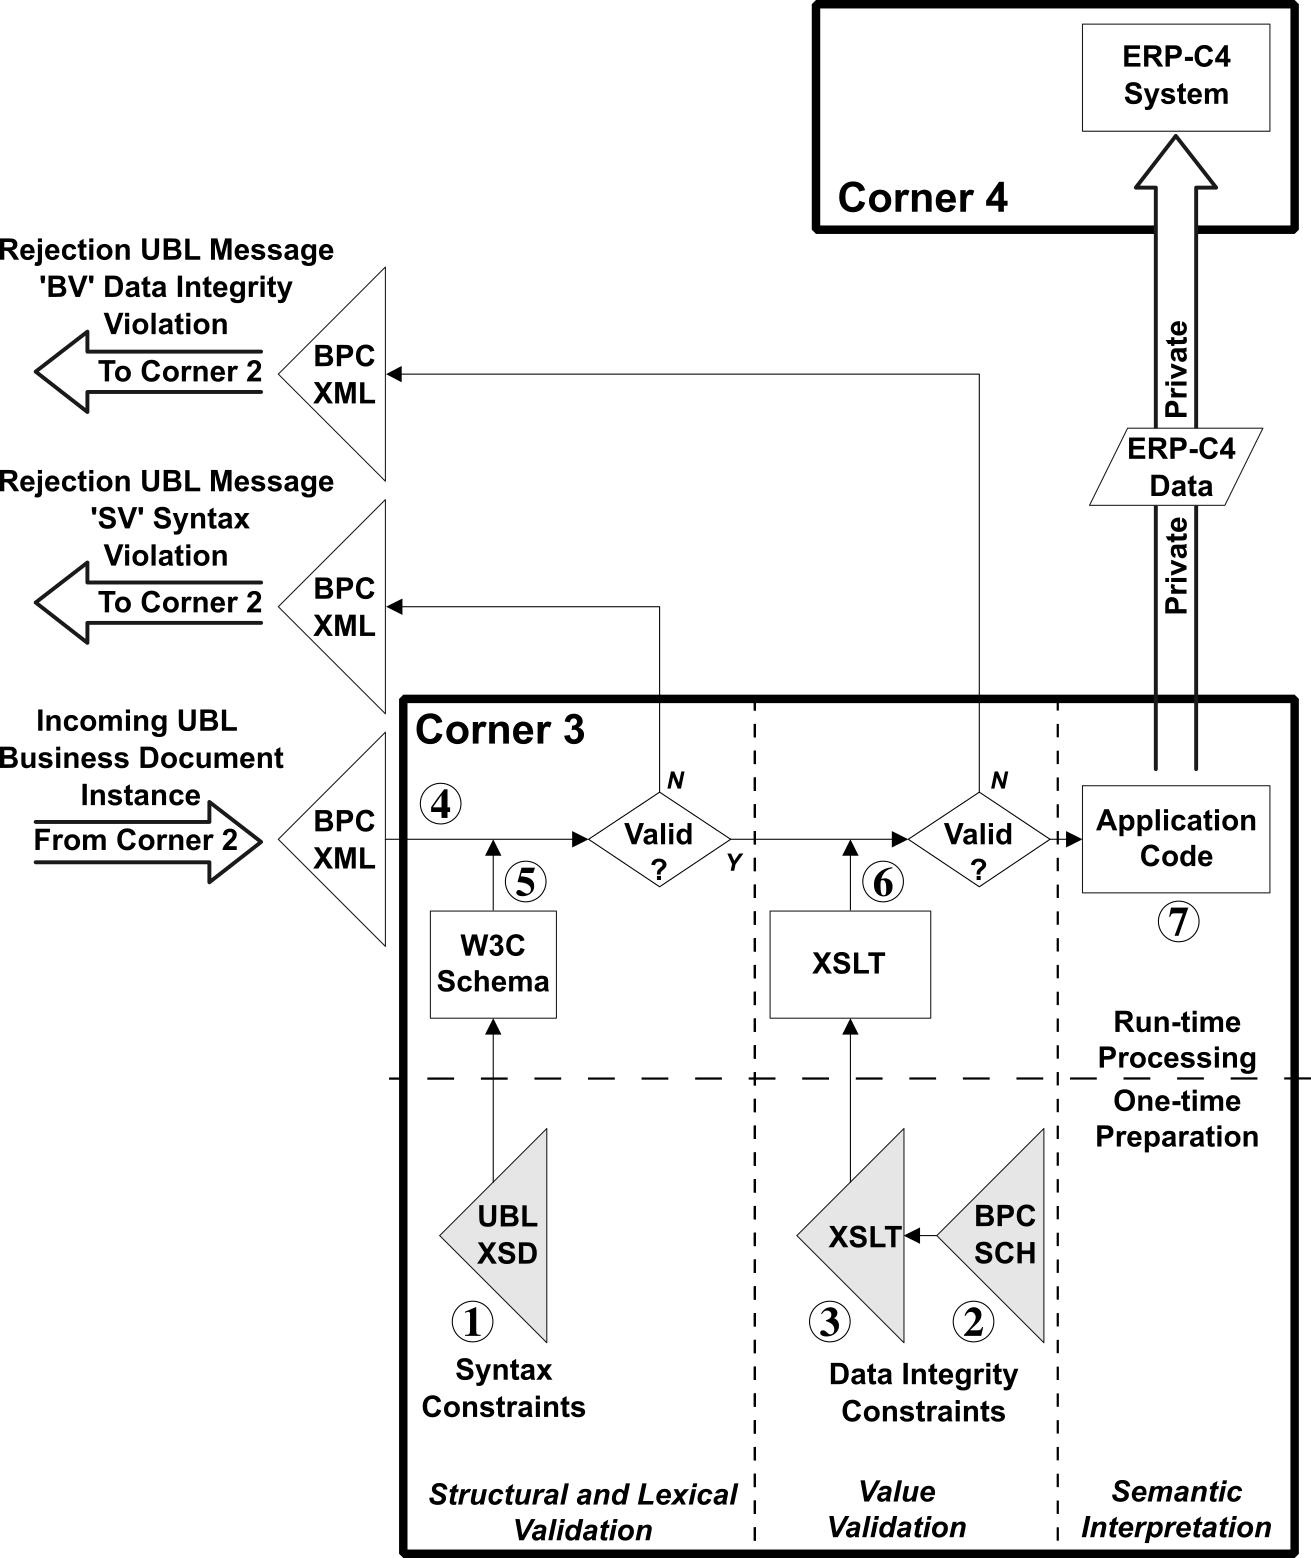 ERP-C4
System
Corner 4
Rejection UBL Message
'BV' Data Integrity
Violation
To Corner 2
BPC
XML
Private
ERP-C4
Data
Private
Rejection UBL Message
'SV' Syntax
Violation
To Corner 2
BPC
XML
Incoming UBL
Business Document
Instance
From Corner 2
BPC
XML
Corner 3
4
N
Valid
?
Y
N
Valid
?
Application
Code
7
5
6
W3C
Schema
XSLT
Run-time
Processing
One-time
Preparation
UBL
XSD
1
Syntax
Constraints
XSLT
3
BPC
SCH
2
Data Integrity
Constraints
Structural and Lexical
Validation
Value
Validation
Semantic
Interpretation